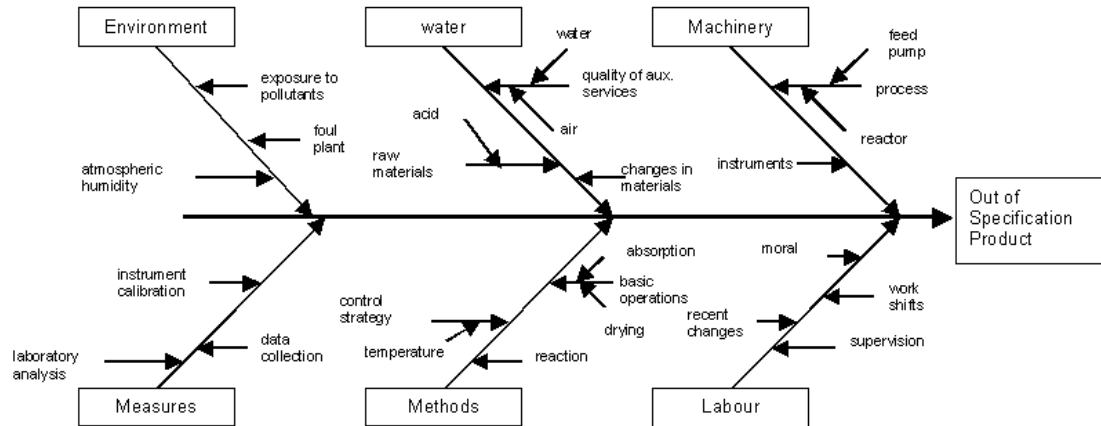 Environment
water
Machinery
exposure to
pollutants
foul
plant
atmospheric
humidity
water
quality of aux.
services
air
acid
raw
materials
changes in
materials
feed
pump
process
reactor
instruments
Out of
Specification
Product
instrument
calibration
data
collection
laboratory
analysis
absorption
basic
operations
drying
control
strategy
temperature
reaction
moral
work
shifts
recent
changes
supervision
Measures
Methods
Labour